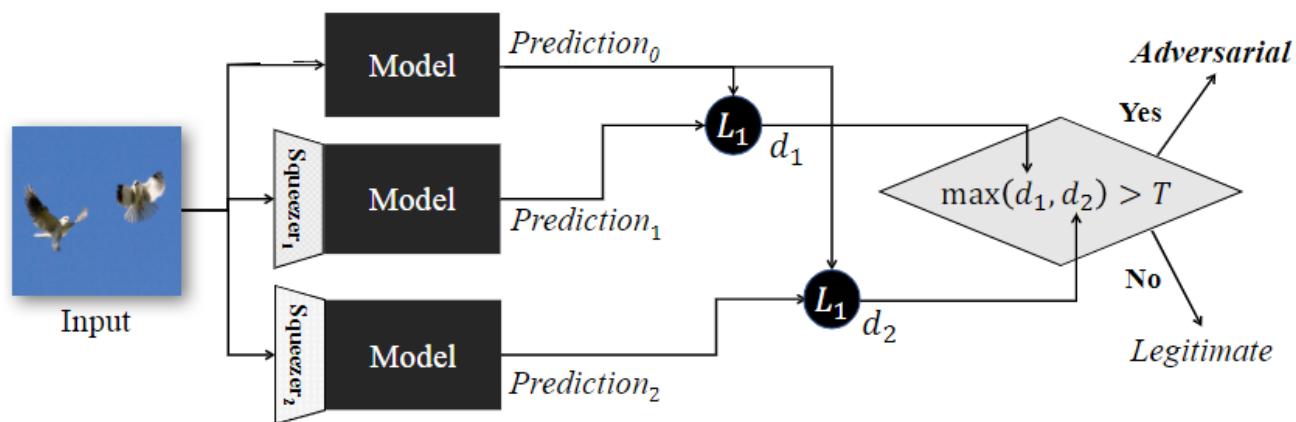 Prediction₀
Model
Adversarial
Yes
L₁
d₁
Squeezer₁
Model
max(d₁, d₂) > T
Prediction₁
No
L₁
d₂
Input
Squeezer₂
Model
Legitimate
Prediction₂